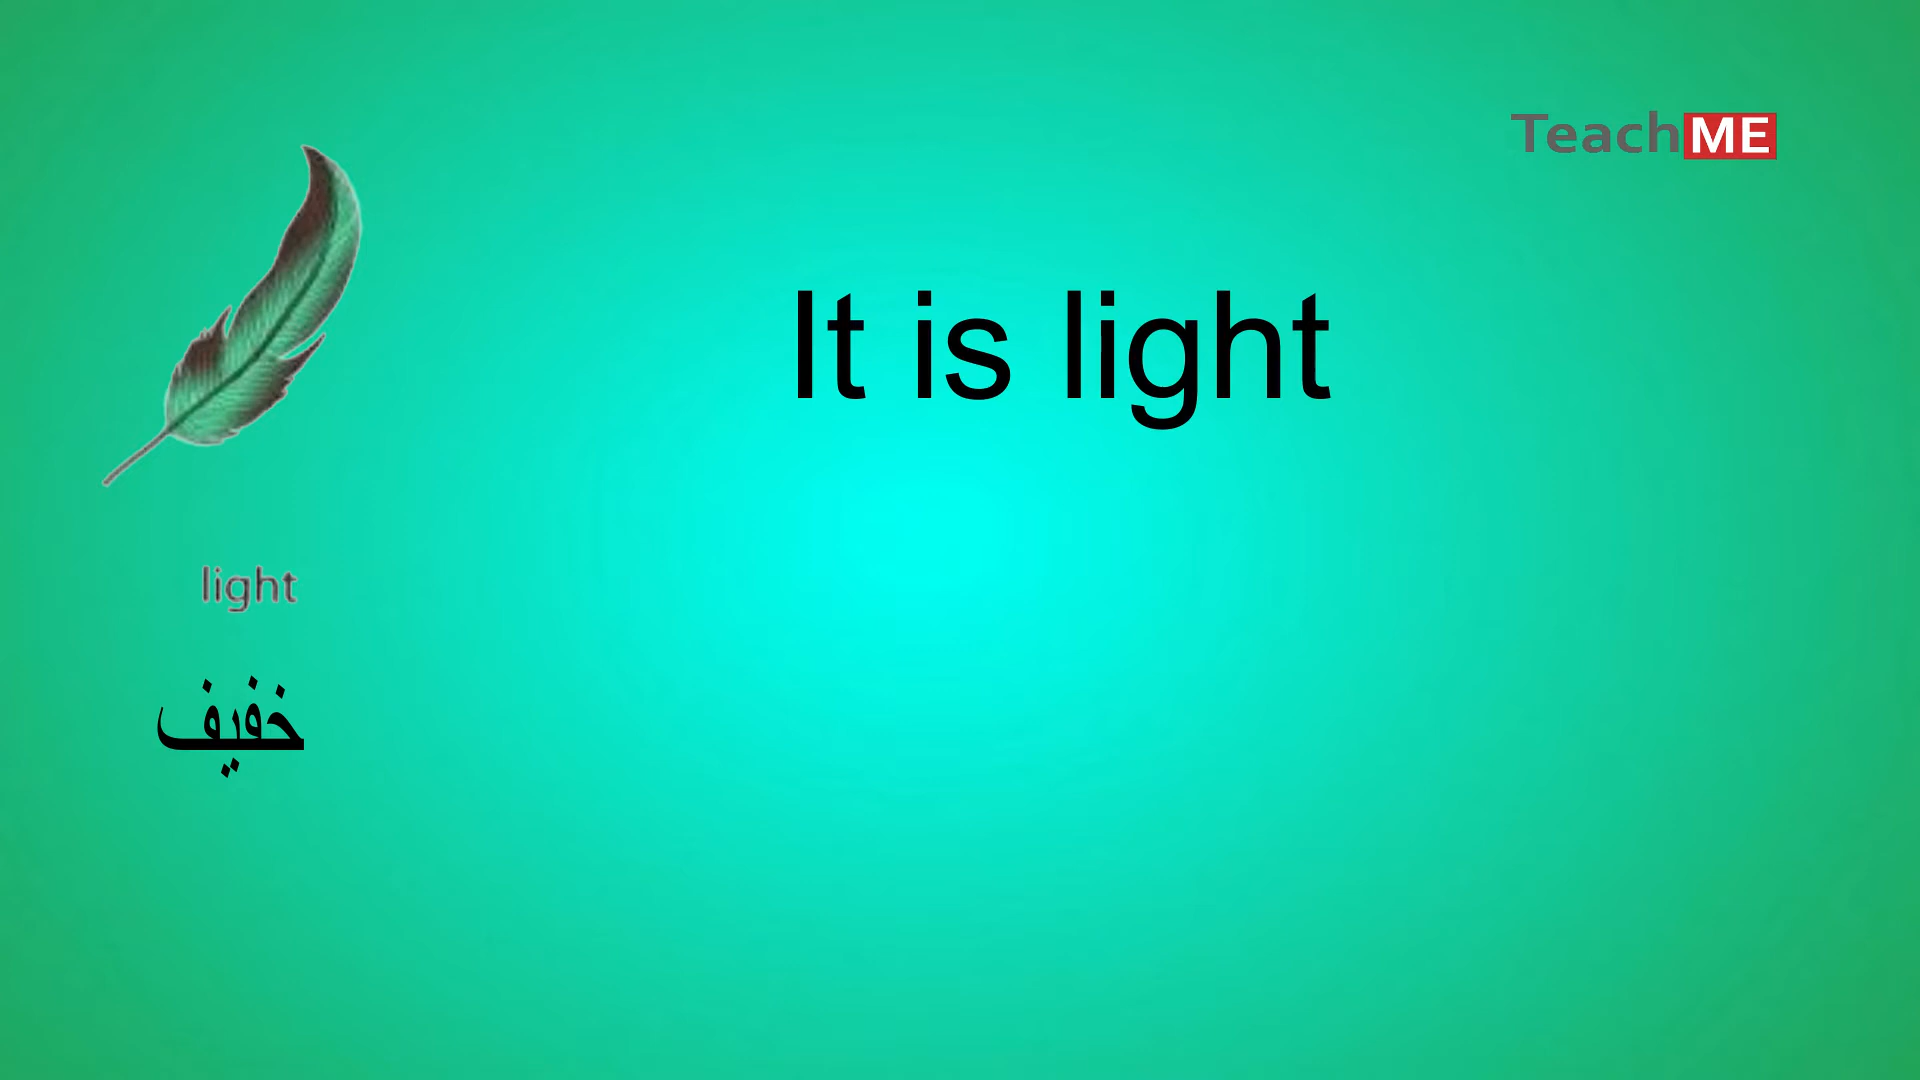 TeachME
It is light
light
خفيف